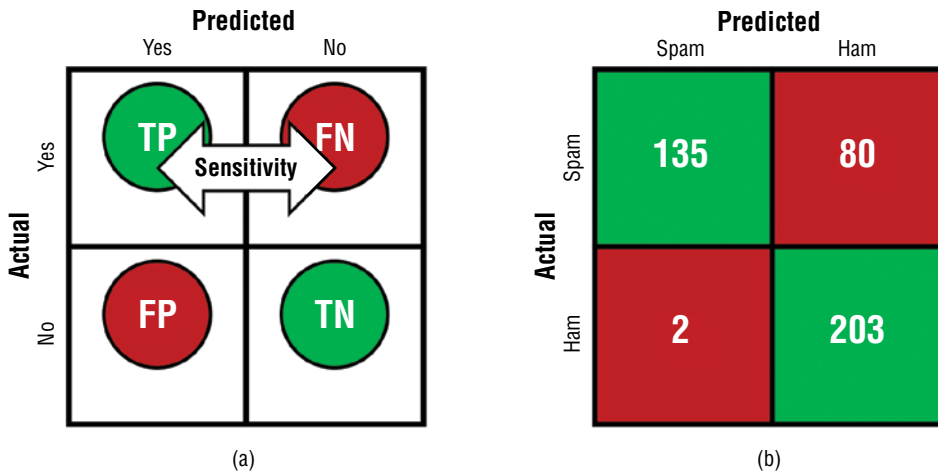 Predicted
Yes No
Actual
Yes
No
TP
FN
Sensitivity
FP
TN
(a)
Predicted
Spam Ham
Actual
Spam
Ham
135 80
2 203
(b)